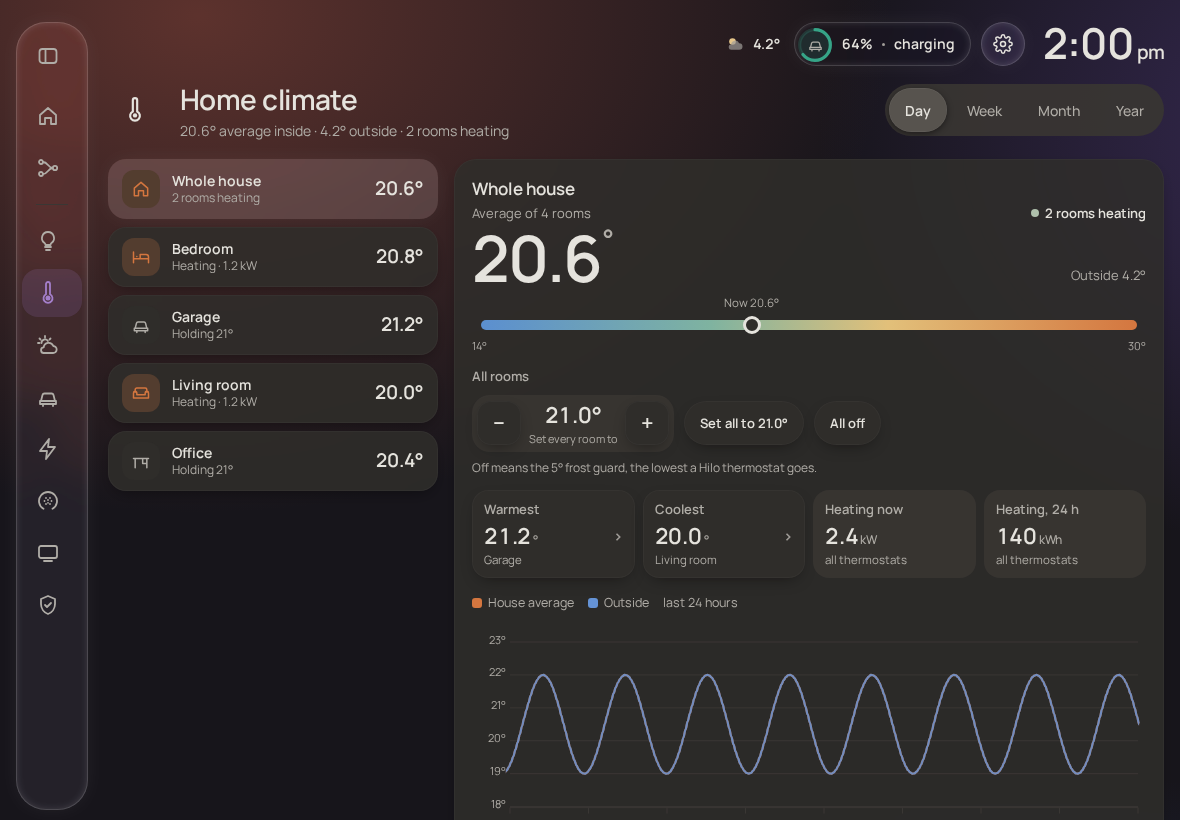 4.2°
64% • charging
2:00 pm
Home climate
20.6° average inside · 4.2° outside · 2 rooms heating
Day Week Month Year
Whole house
2 rooms heating
20.6°
Bedroom
Heating · 1.2 kW
20.8°
Garage
Holding 21°
21.2°
Living room
Heating · 1.2 kW
20.0°
Office
Holding 21°
20.4°
Whole house
Average of 4 rooms
2 rooms heating
20.6°
Outside 4.2°
Now 20.6°
14° 30°
All rooms
− 21.0° +
Set every room to
Set all to 21.0°
All off
Off means the 5° frost guard, the lowest a Hilo thermostat goes.
Warmest
21.2°
Garage
Coolest
20.0°
Living room
Heating now
2.4 kW
all thermostats
Heating, 24 h
140 kWh
all thermostats
House average Outside last 24 hours
23°
22°
21°
20°
19°
18°